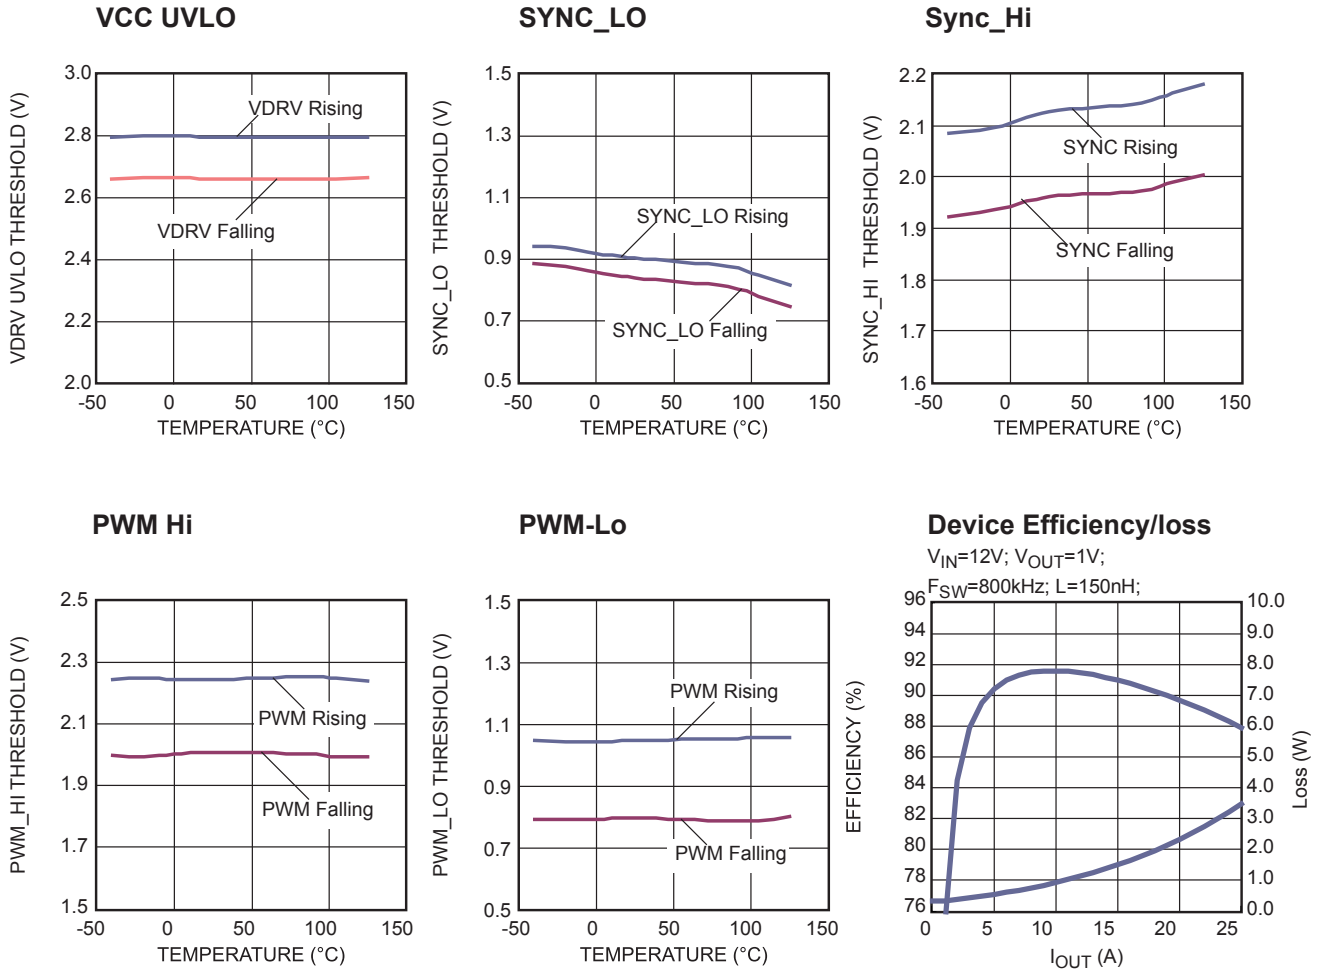 VCC UVLO
VDRV UVLO THRESHOLD (V)
3.0
2.8
2.6
2.4
2.2
2.0
VDRV Rising
VDRV Falling
-50 0 50 100 150
TEMPERATURE (°C)
SYNC_LO
SYNC_LO THRESHOLD (V)
1.5
1.3
1.1
0.9
0.7
0.5
SYNC_LO Rising
SYNC_LO Falling
-50 0 50 100 150
TEMPERATURE (°C)
Sync_Hi
SYNC_HI THRESHOLD (V)
2.2
2.1
2.0
1.9
1.8
1.7
1.6
SYNC Rising
SYNC Falling
-50 0 50 100 150
TEMPERATURE (°C)
PWM Hi
PWM_HI THRESHOLD (V)
2.5
2.3
2.1
1.9
1.7
1.5
PWM Rising
PWM Falling
-50 0 50 100 150
TEMPERATURE (°C)
PWM-Lo
PWM_LO THRESHOLD (V)
1.5
1.3
1.1
0.9
0.7
0.5
PWM Rising
PWM Falling
-50 0 50 100 150
TEMPERATURE (°C)
Device Efficiency/loss
VIN=12V; VOUT=1V;
FSW=800kHz; L=150nH;
EFFICIENCY (%)
96
94
92
90
88
86
84
82
80
78
76
10.0
9.0
8.0
7.0
6.0
5.0
4.0
3.0
2.0
1.0
0.0
Loss (W)
0 5 10 15 20 25
IOUT (A)